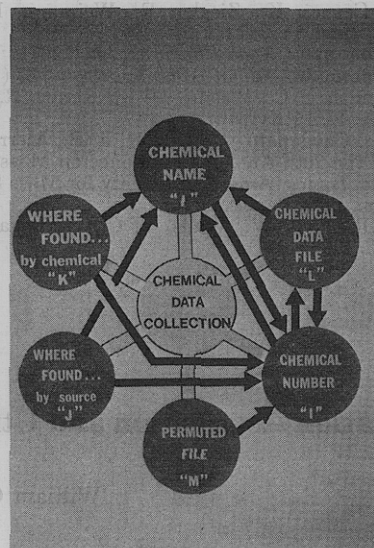 CHEMICAL
NAME
WHERE
FOUND...
by chemical
"K"
CHEMICAL
DATA
FILE
"L"
CHEMICAL
DATA
COLLECTION
WHERE
FOUND...
by source
"J"
CHEMICAL
NUMBER
"I"
PERMUTED
FILE
"M"